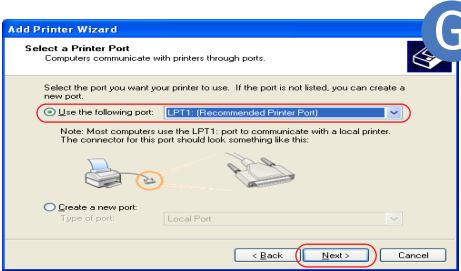 Add Printer Wizard
G
Select a Printer Port
Computers communicate with printers through ports.
Select the port you want your printer to use. If the port is not listed, you can create a
new port.
Use the following port: LPT1: (Recommended Printer Port)
Note: Most computers use the LPT1: port to communicate with a local printer.
The connector for this port should look something like this:
Create a new port:
Type of port: Local Port
< Back Next > Cancel